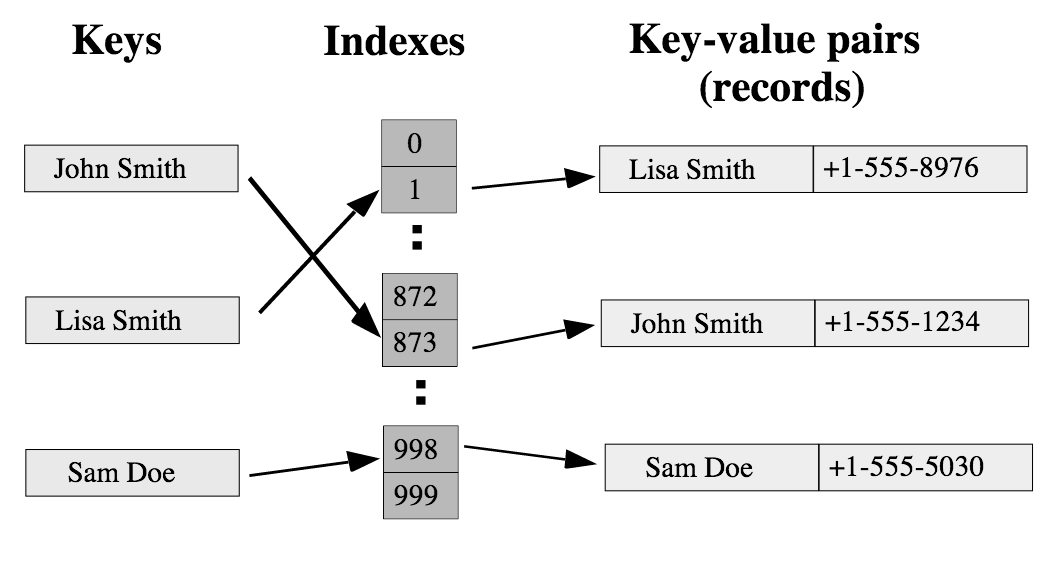 Keys
Indexes
Key-value pairs
(records)
John Smith
Lisa Smith
Sam Doe
0
1
:
872
873
:
998
999
Lisa Smith +1-555-8976
John Smith +1-555-1234
Sam Doe +1-555-5030